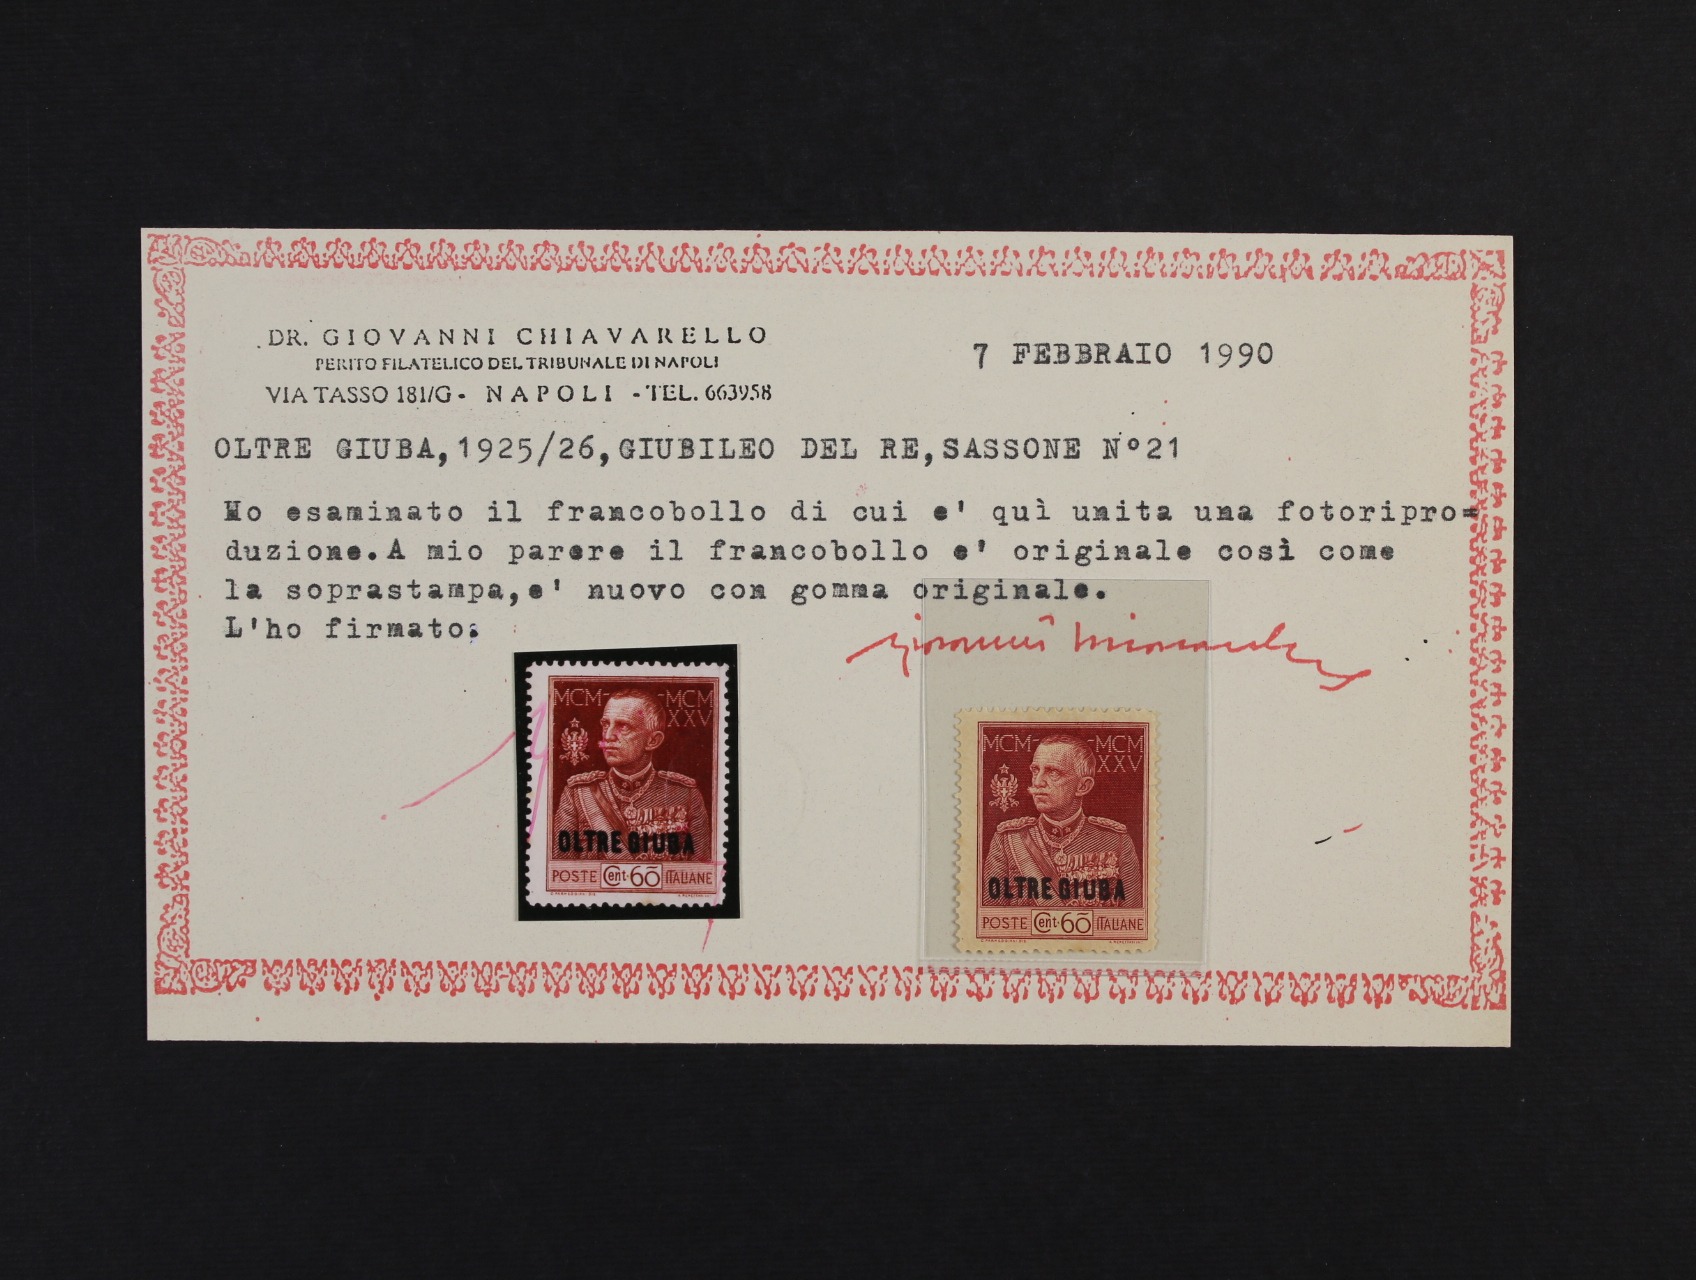 DR. GIOVANNI CHIAVARELLO
PERITO FILATELICO DEL TRIBUNALE DI NAPOLI
VIA TASSO 181/G - NAPOLI - TEL. 663958
7 FEBBRAIO 1990
OLTRE GIUBA,1925/26,GIUBILEO DEL RE,SASSONE N°21
Ho esaminato il francobollo di cui e' quì unita una fotoripro=
duzione.A mio parere il francobollo e' originale così come
la soprastampa,e' nuovo con gomma originale.
L'ho firmato.
MCM- -MCM
XXV
OLTRE GIUBA
POSTE Cent. 60 ITALIANE
MCM- -MCM
XXV
OLTRE GIUBA
POSTE Cent. 60 ITALIANE